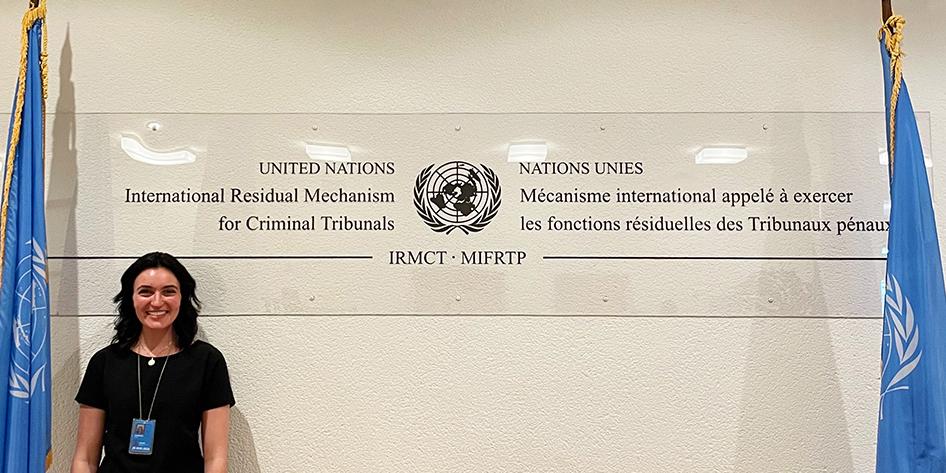 UNITED NATIONS
International Residual Mechanism
for Criminal Tribunals
NATIONS UNIES
Mécanisme international appelé à exercer
les fonctions résiduelles des Tribunaux pénaux
IRMCT · MIFRTP